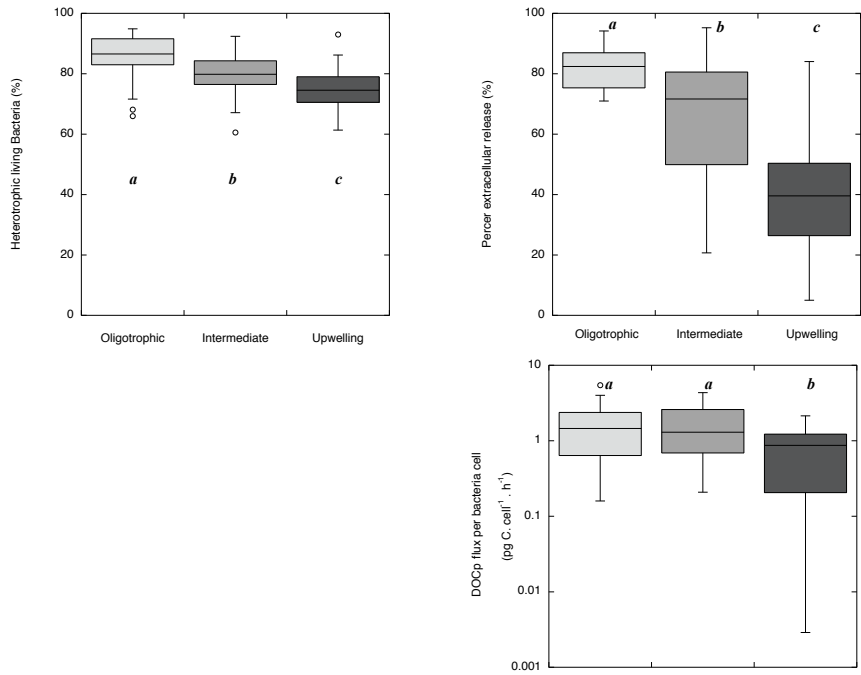 100
80
60
40
20
0
Heterotrophic living Bacteria (%)
a
b
c
Oligotrophic
Intermediate
Upwelling
100
80
60
40
20
0
Percer extracellular release (%)
a
b
c
Oligotrophic
Intermediate
Upwelling
10
1
0.1
0.01
0.001
DOCp flux per bacteria cell
(pg C. cell⁻¹ . h⁻¹)
a
a
b